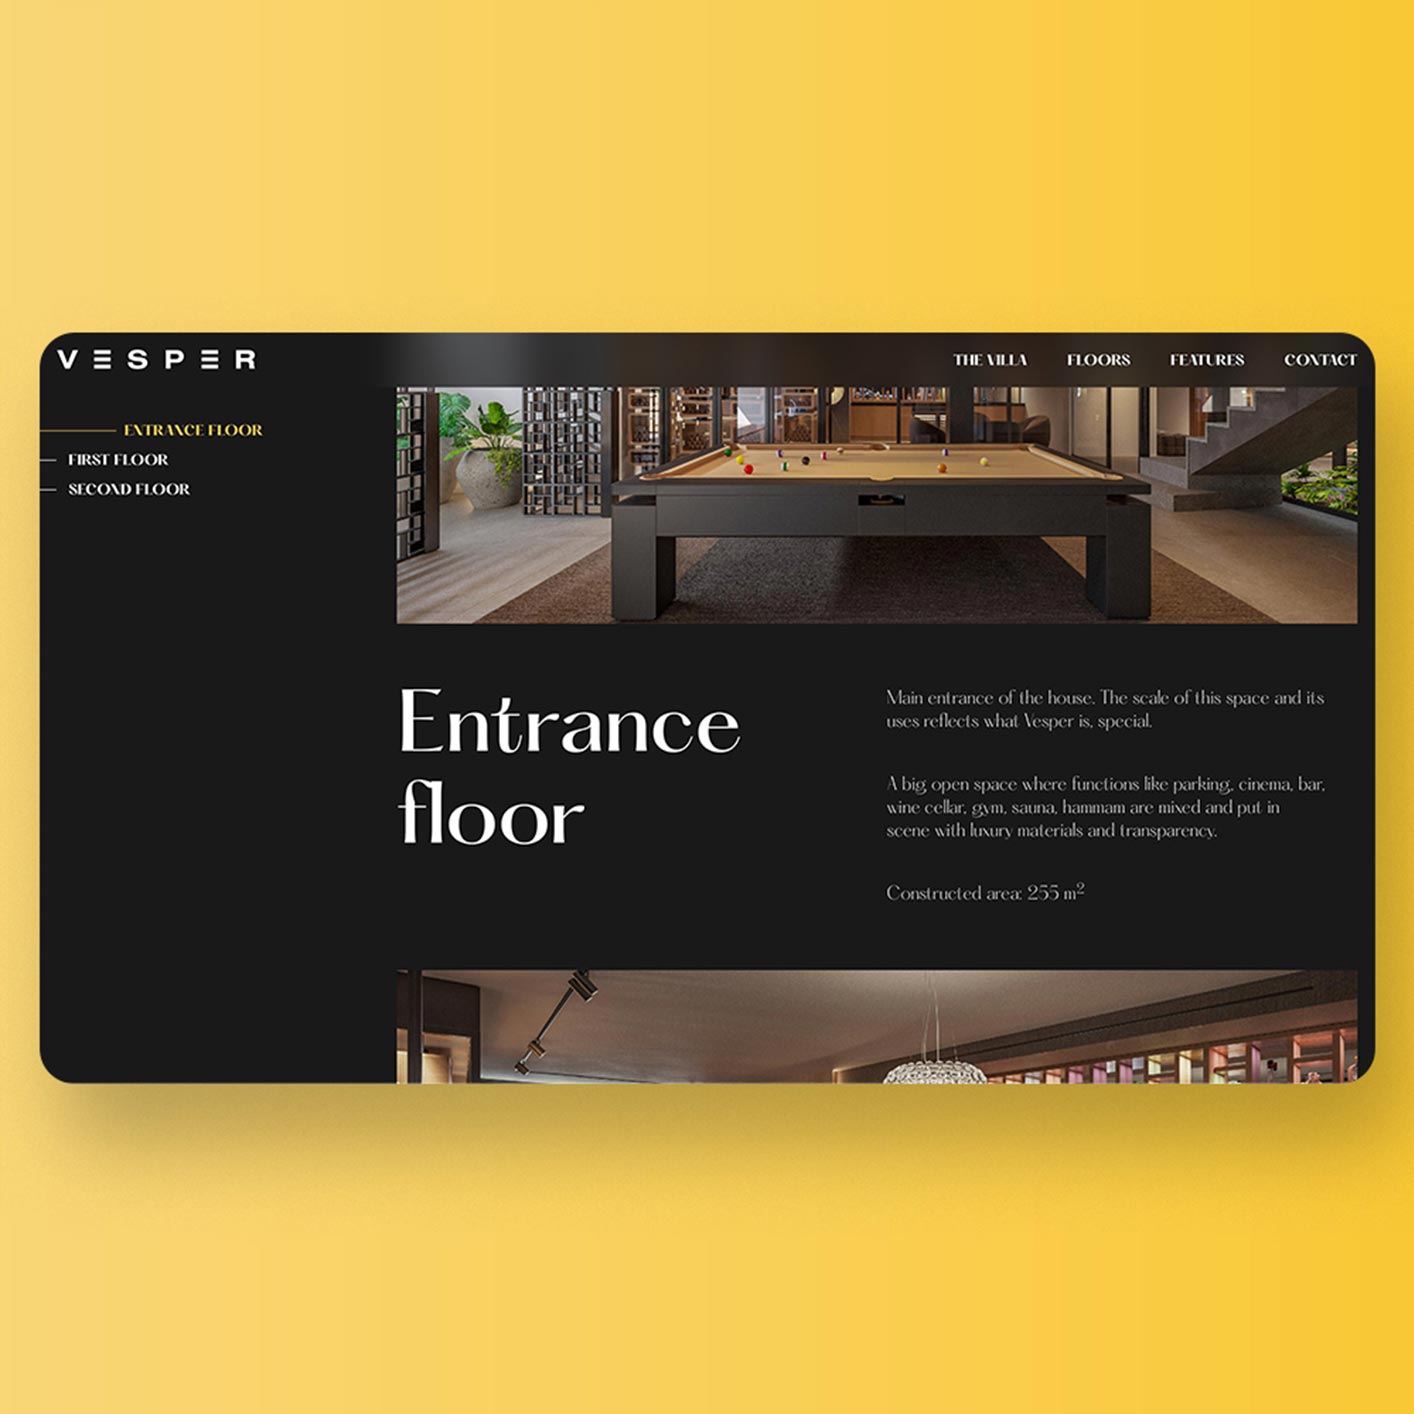 VESPER
THE VILLA
FLOORS
FEATURES
CONTACT
ENTRANCE FLOOR
FIRST FLOOR
SECOND FLOOR
Entrance
floor
Main entrance of the house. The scale of this space and its
uses reflects what Vesper is, special.
A big open space where functions like parking, cinema, bar,
wine cellar, gym, sauna, hammam are mixed and put in
scene with luxury materials and transparency.
Constructed area: 255 m²